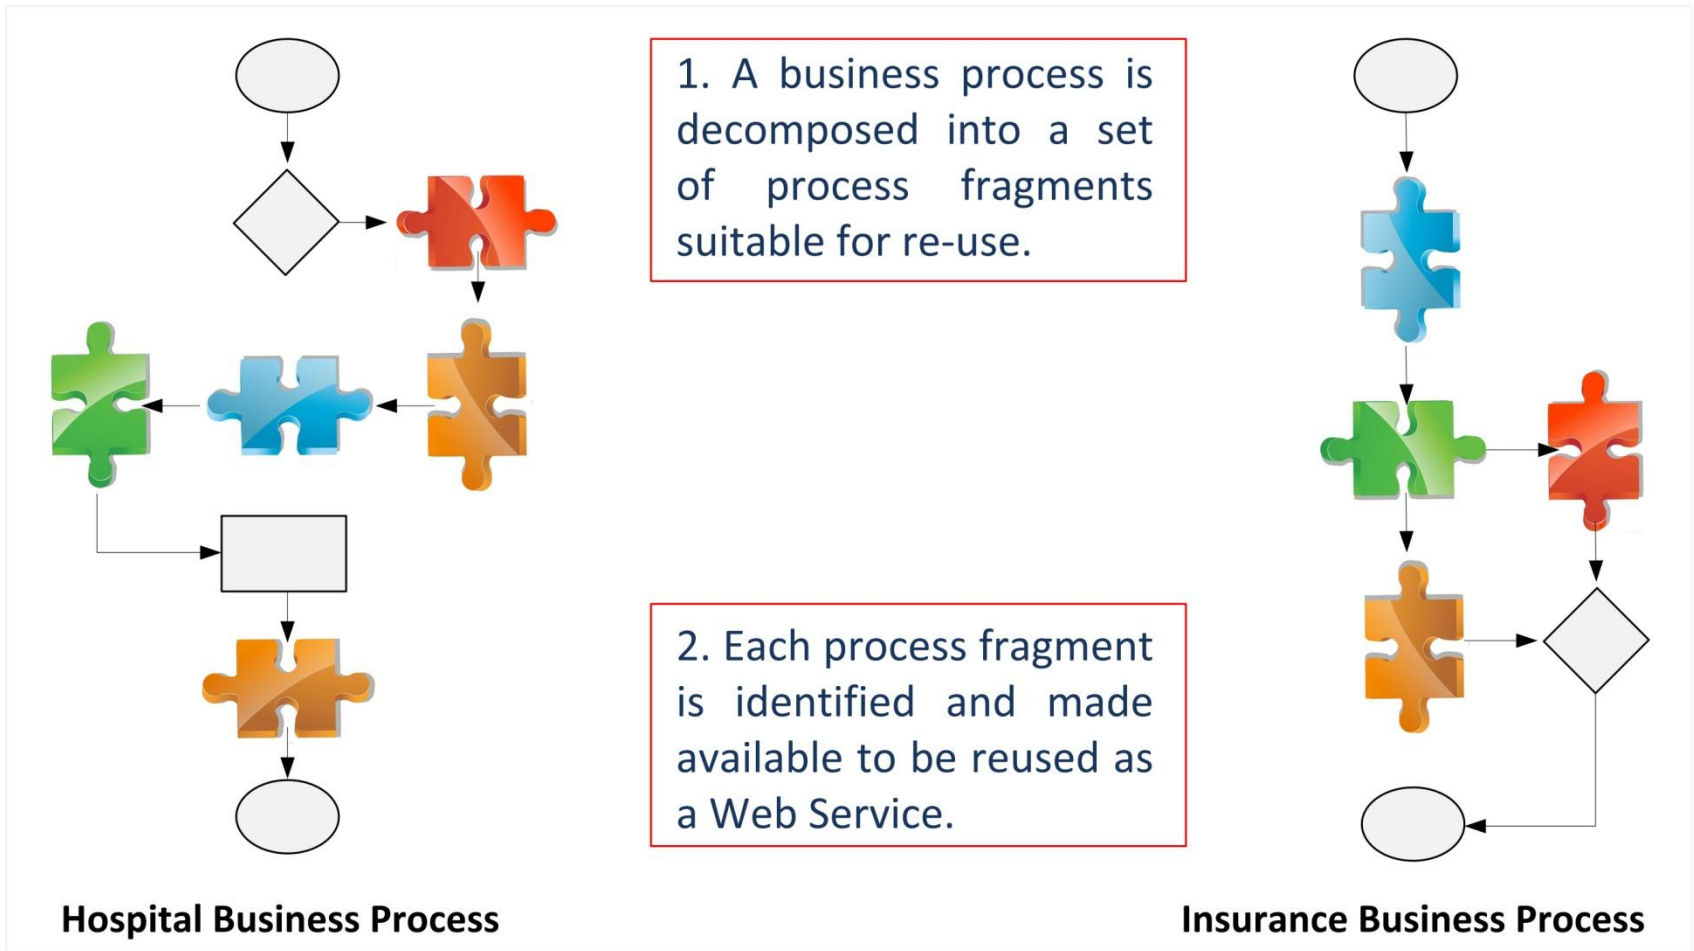 1. A business process is
decomposed into a set
of process fragments
suitable for re-use.
2. Each process fragment
is identified and made
available to be reused as
a Web Service.
Hospital Business Process
Insurance Business Process